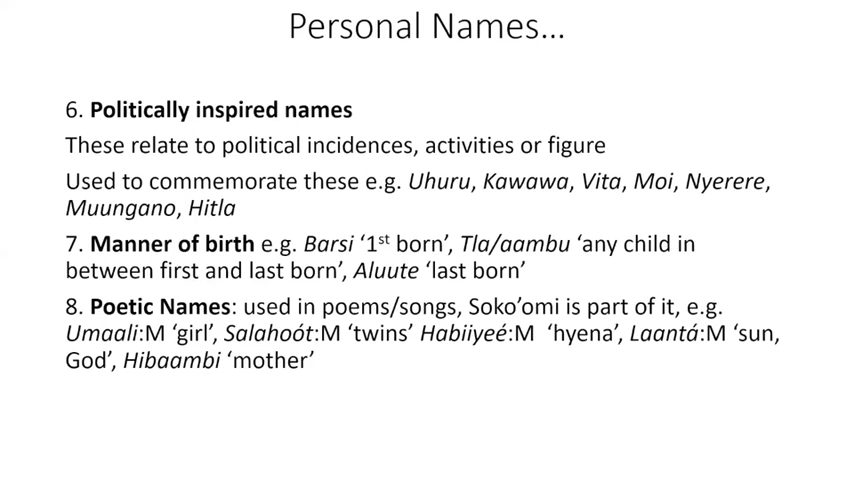 Personal Names…
6. Politically inspired names
These relate to political incidences, activities or figure
Used to commemorate these e.g. Uhuru, Kawawa, Vita, Moi, Nyerere,
Muungano, Hitla
7. Manner of birth e.g. Barsi ‘1st born’, Tla/aambu ‘any child in
between first and last born’, Aluute ‘last born’
8. Poetic Names: used in poems/songs, Soko’omi is part of it, e.g.
Umaali:M ‘girl’, Salahoót:M ‘twins’ Habiiyeé:M ‘hyena’, Laantá:M ‘sun,
God’, Hibaambi ‘mother’